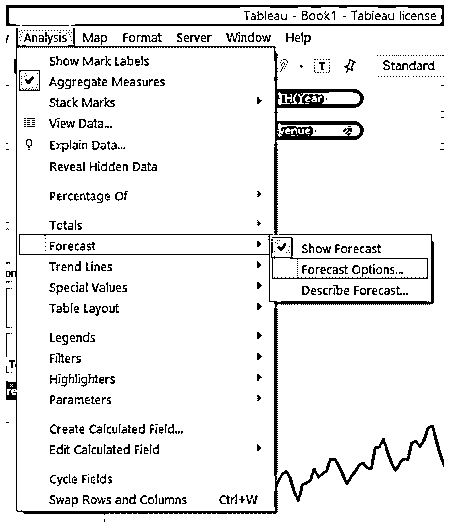 Tableau - Book1 - Tableau license
Analysis Map Format Server Window Help
Show Mark Labels
Aggregate Measures
Stack Marks
View Data...
Explain Data...
Reveal Hidden Data
Percentage Of
Totals
Forecast
Trend Lines
Special Values
Table Layout
Legends
Filters
Highlighters
Parameters
Create Calculated Field...
Edit Calculated Field
Cycle Fields
Swap Rows and Columns Ctrl+W
Show Forecast
Forecast Options...
Describe Forecast...
T Standard
TH(Year
venue)